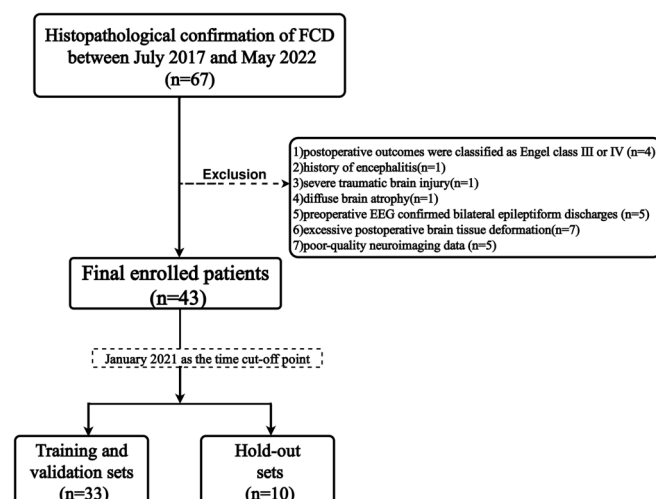 Histopathological confirmation of FCD
between July 2017 and May 2022
(n=67)
Exclusion
1)postoperative outcomes were classified as Engel class III or IV (n=4)
2)history of encephalitis(n=1)
3)severe traumatic brain injury(n=1)
4)diffuse brain atrophy(n=1)
5)preoperative EEG confirmed bilateral epileptiform discharges (n=5)
6)excessive postoperative brain tissue deformation(n=7)
7)poor-quality neuroimaging data (n=5)
Final enrolled patients
(n=43)
January 2021 as the time cut-off point
Training and
validation sets
(n=33)
Hold-out
sets
(n=10)